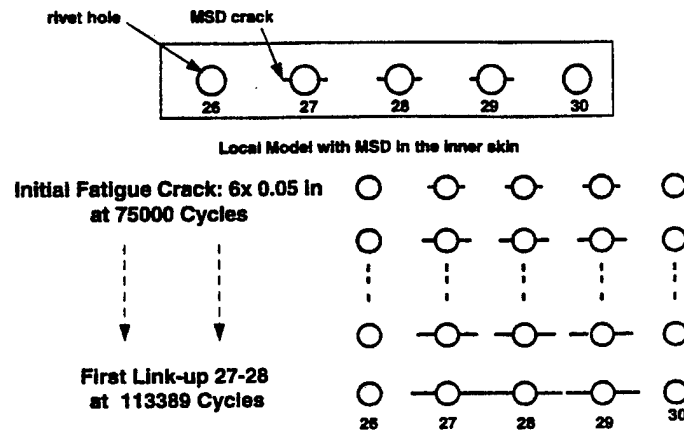 rivet hole
MSD crack
26 27 28 29 30
Local Model with MSD in the inner skin
Initial Fatigue Crack: 6x 0.05 in
at 75000 Cycles
First Link-up 27-28
at 113389 Cycles
26 27 28 29 30